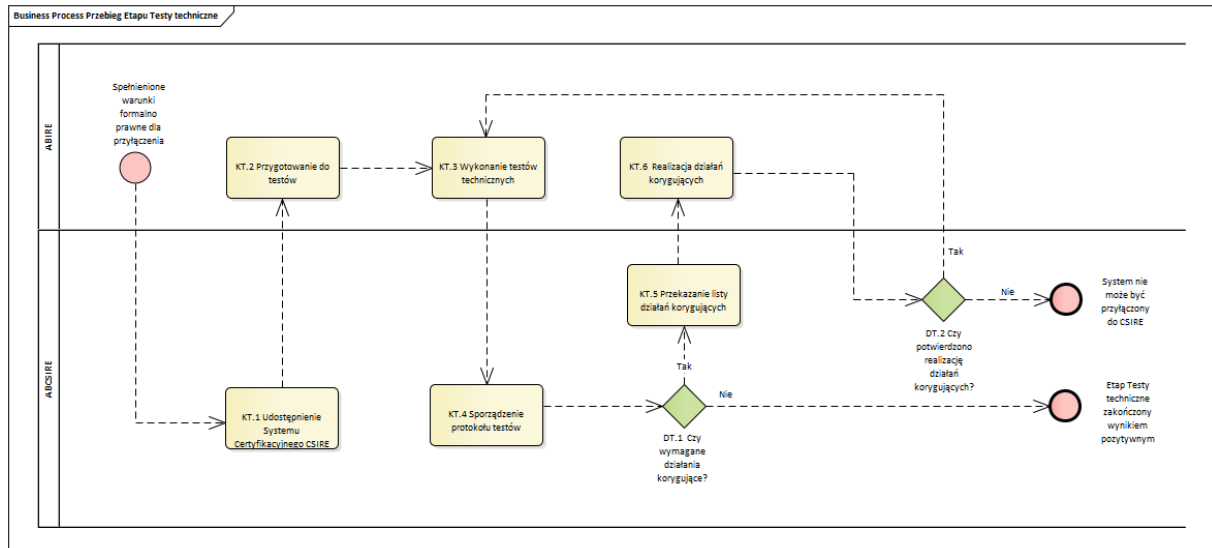 Business Process Przebieg Etapu Testy techniczne
ABIRE
Spełnione
warunki
formalno
prawne dla
przyłączenia
KT.2 Przygotowanie do
testów
KT.3 Wykonanie testów
technicznych
KT.6 Realizacja działań
korygujących
ABCSIRE
KT.1 Udostępnienie
Systemu
Certyfikacyjnego CSIRE
KT.4 Sporządzenie
protokołu testów
KT.5 Przekazanie listy
działań korygujących
Tak
DT.1 Czy
wymagane
działania
korygujące?
Nie
Tak
Nie
DT.2 Czy
potwierdzono
realizację
działań
korygujących?
System nie
może być
przyłączony
do CSIRE
Etap Testy
techniczne
zakończony
wynikiem
pozytywnym